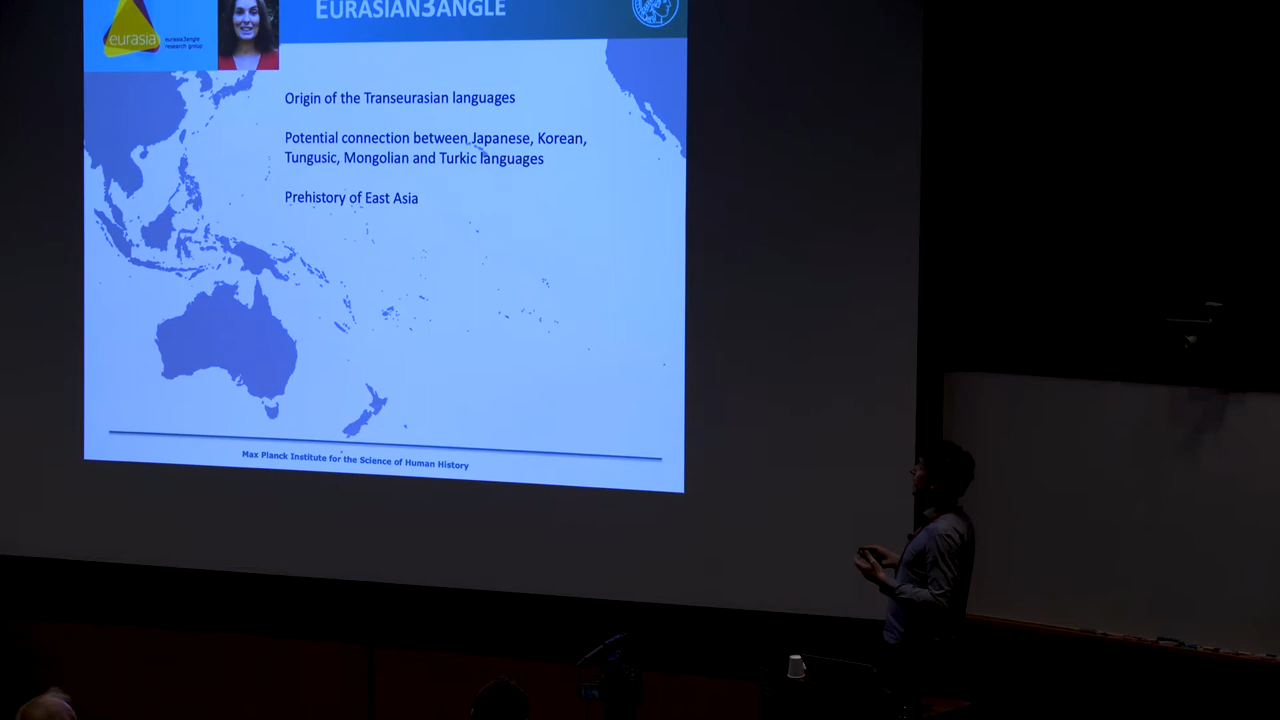 EURASIAN3ANGLE
eurasia
eurasia3angle
research group
Origin of the Transeurasian languages
Potential connection between Japanese, Korean,
Tungusic, Mongolian and Turkic languages
Prehistory of East Asia
Max Planck Institute for the Science of Human History